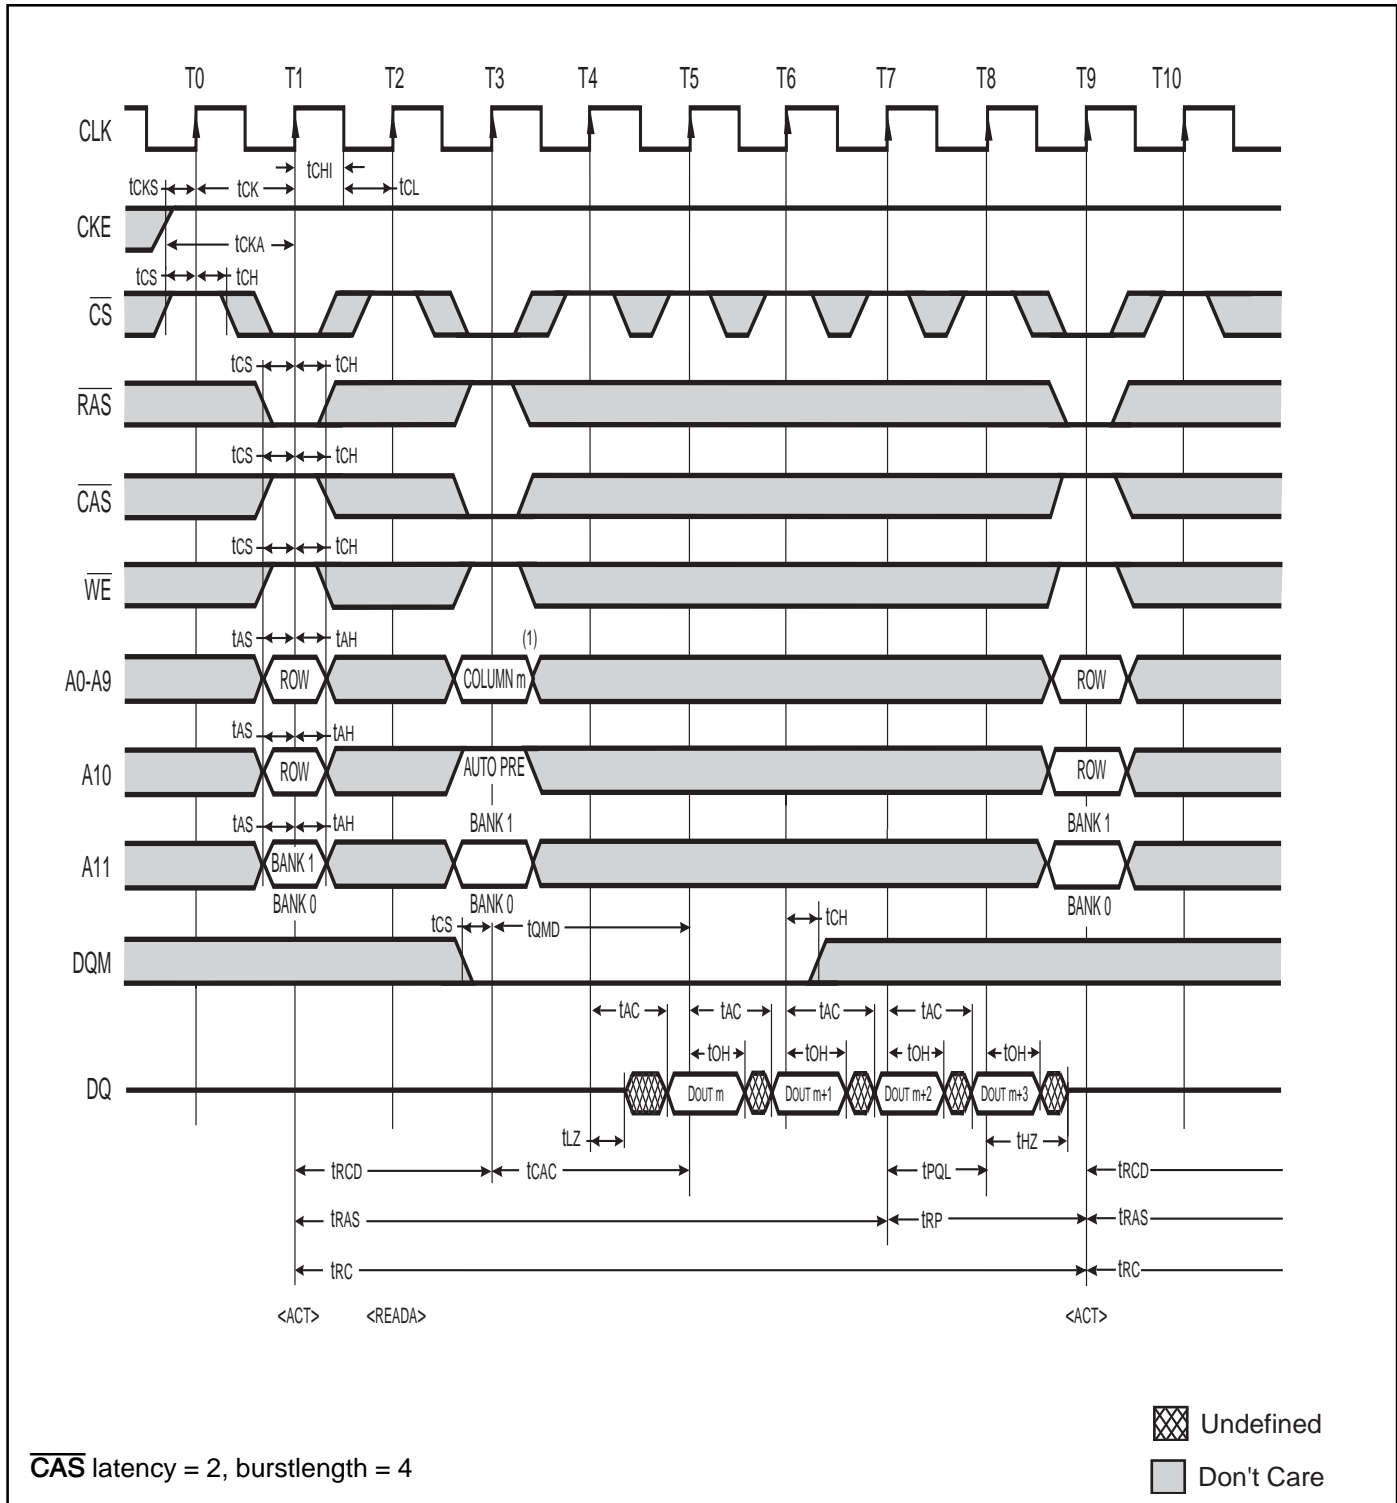 T0 T1 T2 T3 T4 T5 T6 T7 T8 T9 T10
CLK
tCHI
tCKS tCK tCL
CKE
tCKA
tCS tCH
CS
tCS tCH
RAS
tCS tCH
CAS
tCS tCH
WE
tAS tAH (1)
A0-A9 ROW COLUMN m ROW
tAS tAH
A10 ROW AUTO PRE ROW
BANK 1 BANK 1
tAS tAH
A11 BANK 1
BANK 0 BANK 0 BANK 0
tCS tQMD tCH
DQM
tAC tAC tAC tAC
tOH tOH tOH tOH
DQ DOUT m DOUT m+1 DOUT m+2 DOUT m+3
tLZ tHZ
tRCD tCAC tPQL tRCD
tRAS tRP tRAS
tRC tRC
<ACT> <READA> <ACT>
Undefined
CAS latency = 2, burstlength = 4
Don't Care